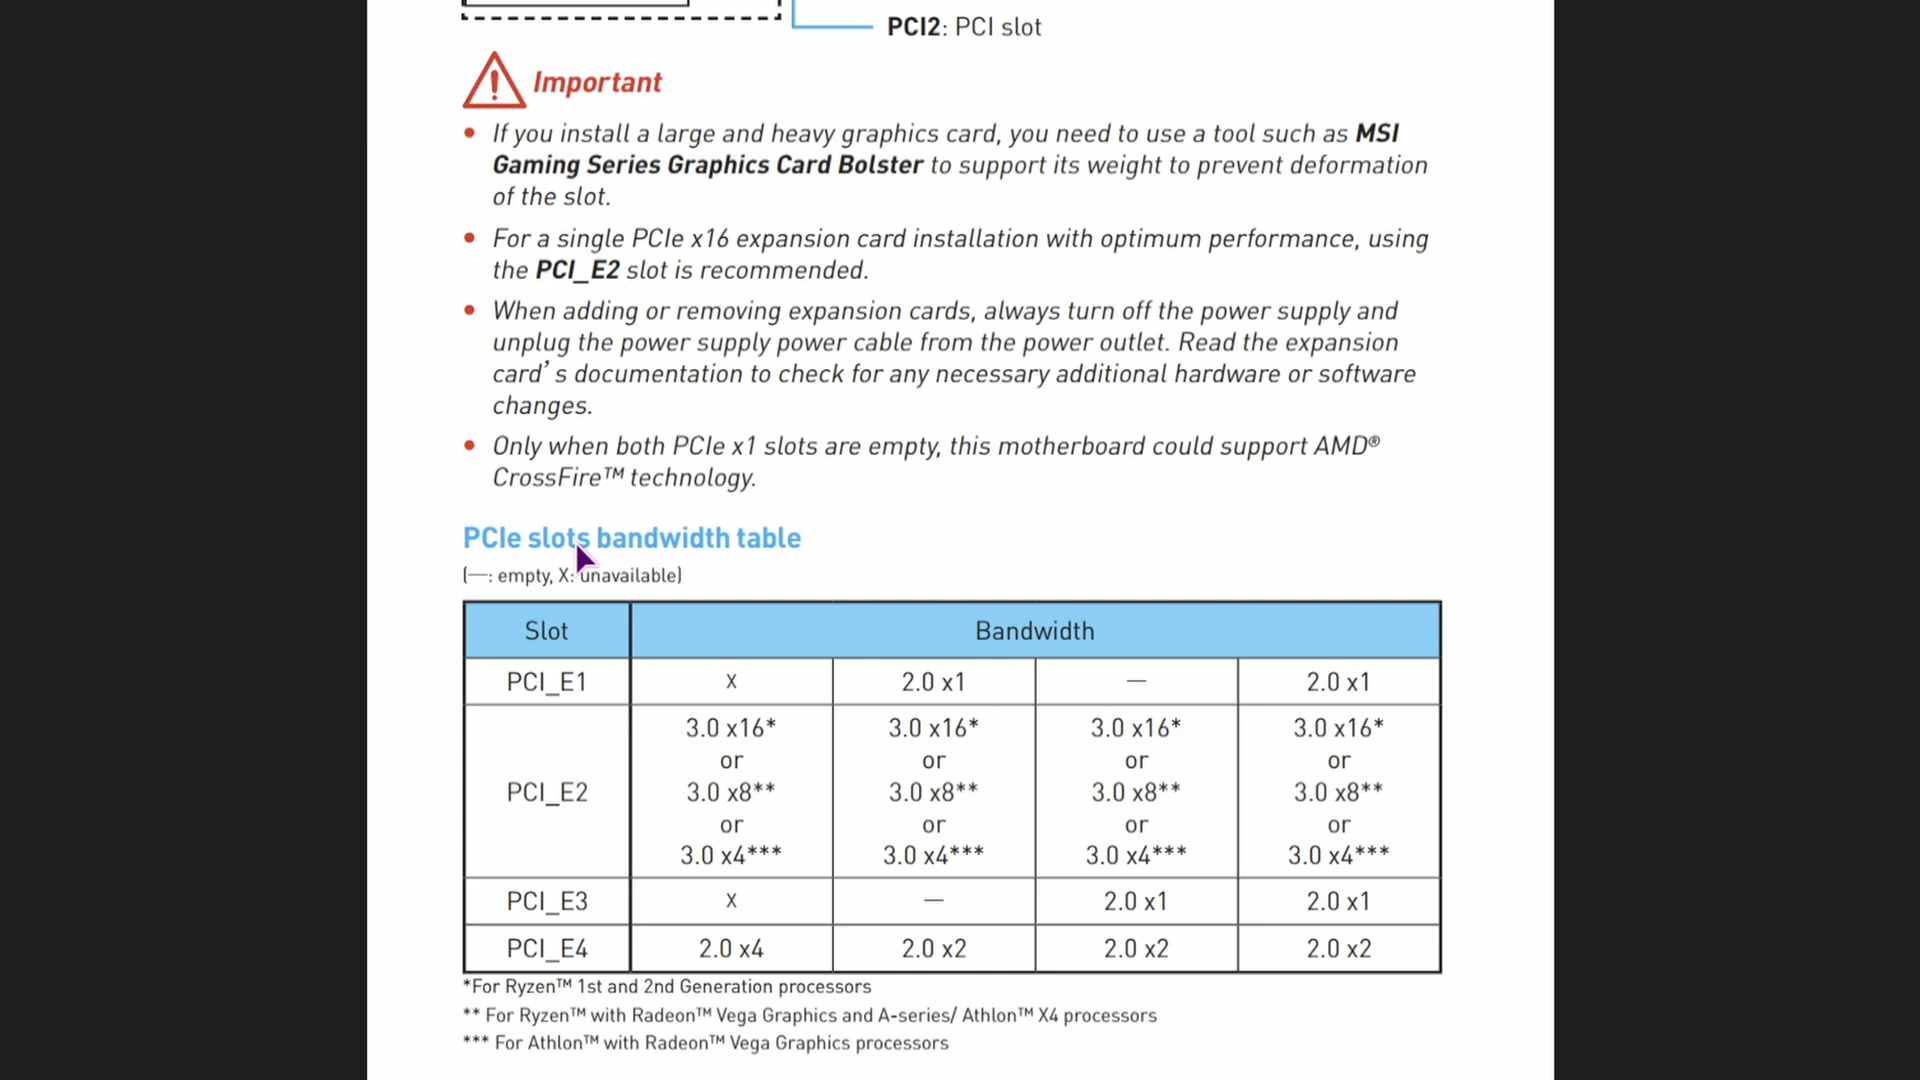 PCI2: PCI slot
Important
• If you install a large and heavy graphics card, you need to use a tool such as MSI
Gaming Series Graphics Card Bolster to support its weight to prevent deformation
of the slot.
• For a single PCIe x16 expansion card installation with optimum performance, using
the PCI_E2 slot is recommended.
• When adding or removing expansion cards, always turn off the power supply and
unplug the power supply power cable from the power outlet. Read the expansion
card’s documentation to check for any necessary additional hardware or software
changes.
• Only when both PCIe x1 slots are empty, this motherboard could support AMD®
CrossFire™ technology.
PCIe slots bandwidth table
(—: empty, X: unavailable)
Slot Bandwidth
PCI_E1 X 2.0 x1 — 2.0 x1
3.0 x16* 3.0 x16* 3.0 x16* 3.0 x16*
or or or or
PCI_E2 3.0 x8** 3.0 x8** 3.0 x8** 3.0 x8**
or or or or
3.0 x4*** 3.0 x4*** 3.0 x4*** 3.0 x4***
PCI_E3 X — 2.0 x1 2.0 x1
PCI_E4 2.0 x4 2.0 x2 2.0 x2 2.0 x2
*For Ryzen™ 1st and 2nd Generation processors
** For Ryzen™ with Radeon™ Vega Graphics and A-series/ Athlon™ X4 processors
*** For Athlon™ with Radeon™ Vega Graphics processors